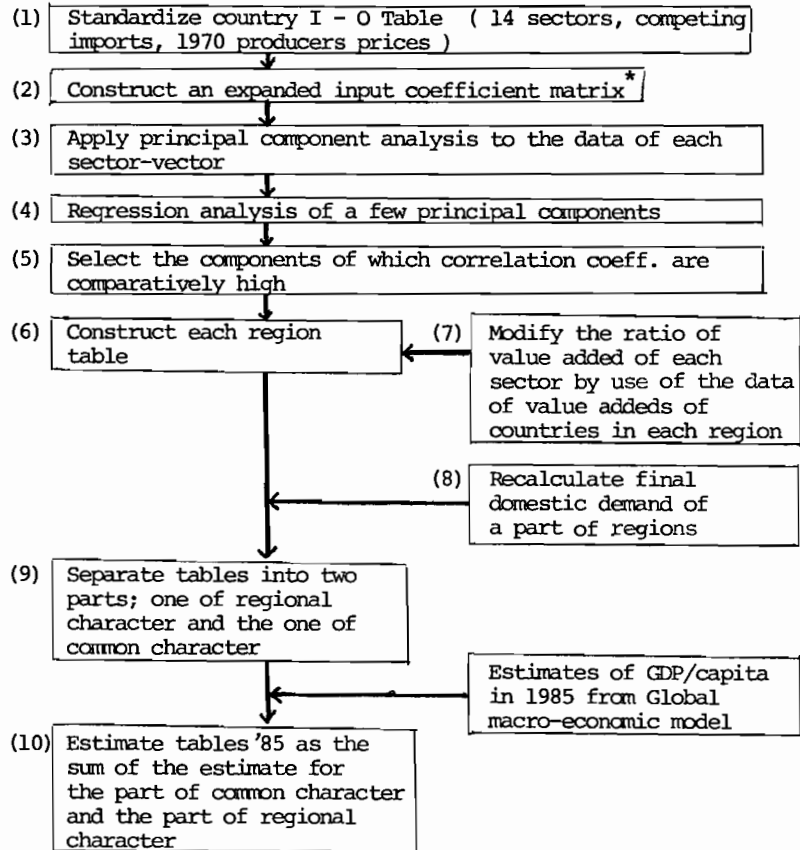 (1) Standardize country I - O Table ( 14 sectors, competing
imports, 1970 producers prices )
(2) Construct an expanded input coefficient matrix*
(3) Apply principal component analysis to the data of each
sector-vector
(4) Regression analysis of a few principal components
(5) Select the components of which correlation coeff. are
comparatively high
(6) Construct each region
table
(7) Modify the ratio of
value added of each
sector by use of the data
of value addeds of
countries in each region
(8) Recalculate final
domestic demand of
a part of regions
(9) Separate tables into two
parts; one of regional
character and the one of
common character
Estimates of GDP/capita
in 1985 from Global
macro-economic model
(10) Estimate tables '85 as the
sum of the estimate for
the part of common character
and the part of regional
character